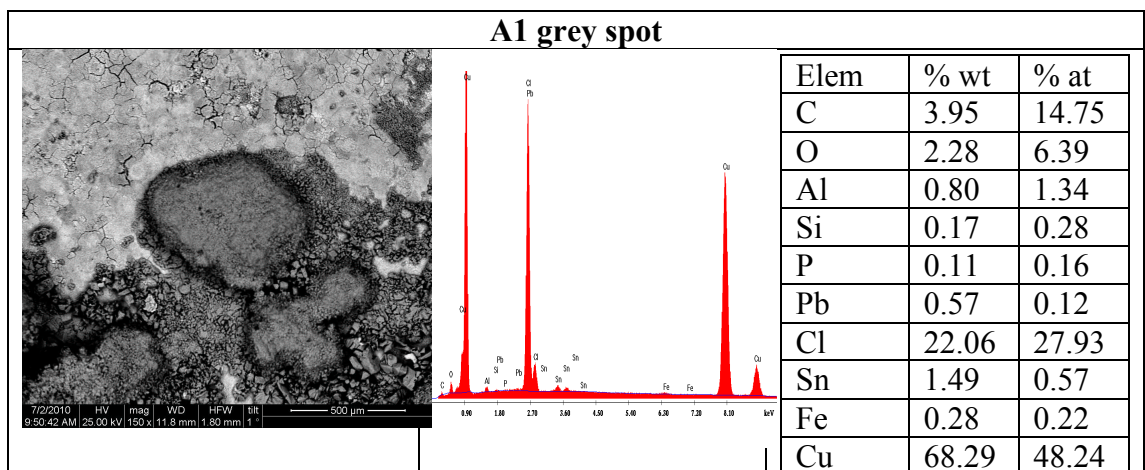 A1 grey spot
7/2/2010 HV mag WD HFW tilt 500 µm
9:50:42 AM 25.00 kV 150 x 11.8 mm 1.80 mm 1 °
Cu
Cl
Pb
Cu
Cu
Cl
Pb
Sn
Sn
O
Si
Pb
Cu
C
Al
P
Sn
Sn
Fe
Fe
0.90 1.80 2.70 3.60 4.50 5.40 6.30 7.20 8.10 keV
Elem % wt % at
C 3.95 14.75
O 2.28 6.39
Al 0.80 1.34
Si 0.17 0.28
P 0.11 0.16
Pb 0.57 0.12
Cl 22.06 27.93
Sn 1.49 0.57
Fe 0.28 0.22
Cu 68.29 48.24